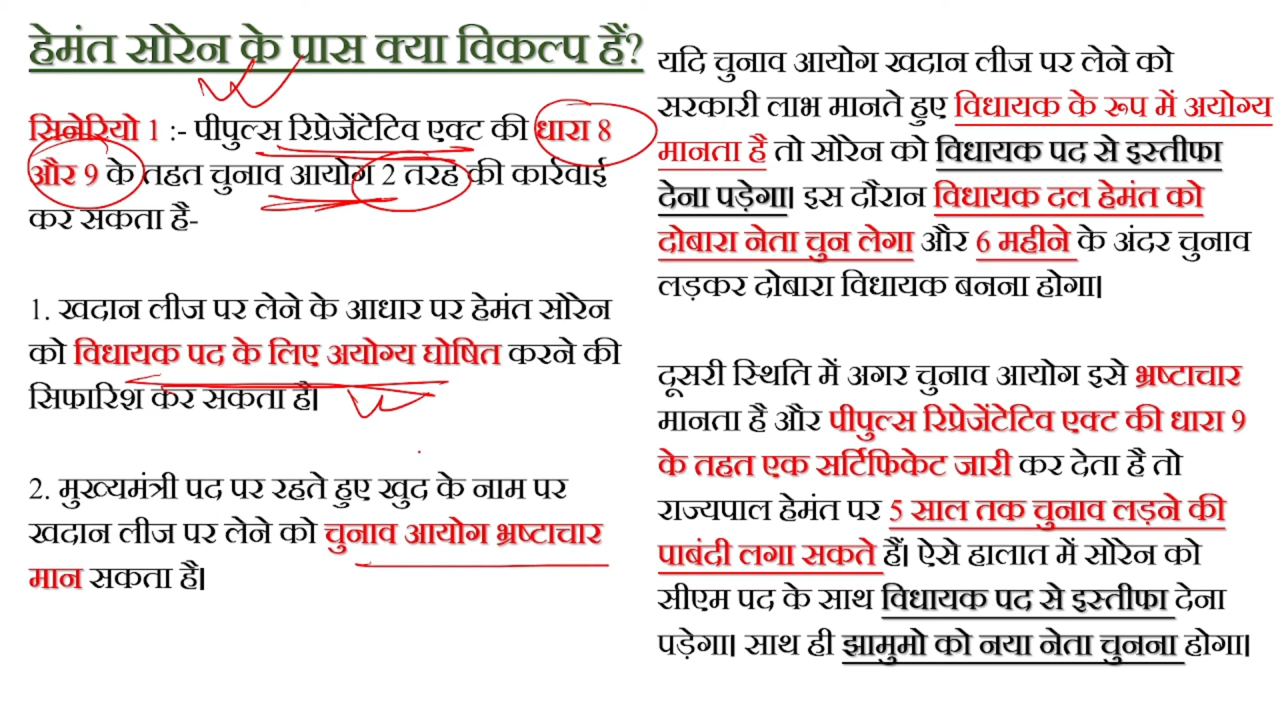 हेमंत सौरेन के पास क्या विकल्प हैं?
सिनेरियो 1 :- पीपुल्स रिप्रेजेंटेटिव एक्ट की धारा 8
और 9 के तहत चुनाव आयोग 2 तरह की कार्रवाई
कर सकता है-
1. खदान लीज पर लेने के आधार पर हेमंत सोरेन
को विधायक पद के लिए अयोग्य घोषित करने की
सिफारिश कर सकता है।
2. मुख्यमंत्री पद पर रहते हुए खुद के नाम पर
खदान लीज पर लेने को चुनाव आयोग भ्रष्टाचार
मान सकता है।
यदि चुनाव आयोग खदान लीज पर लेने को
सरकारी लाभ मानते हुए विधायक के रूप में अयोग्य
मानता है तो सोरेन को विधायक पद से इस्तीफा
देना पड़ेगा। इस दौरान विधायक दल हेमंत को
दोबारा नेता चुन लेगा और 6 महीने के अंदर चुनाव
लड़कर दोबारा विधायक बनना होगा।
दूसरी स्थिति में अगर चुनाव आयोग इसे भ्रष्टाचार
मानता है और पीपुल्स रिप्रेजेंटेटिव एक्ट की धारा 9
के तहत एक सर्टिफिकेट जारी कर देता है तो
राज्यपाल हेमंत पर 5 साल तक चुनाव लड़ने की
पाबंदी लगा सकते हैं। ऐसे हालात में सोरेन को
सीएम पद के साथ विधायक पद से इस्तीफा देना
पड़ेगा। साथ ही झामुमो को नया नेता चुनना होगा।